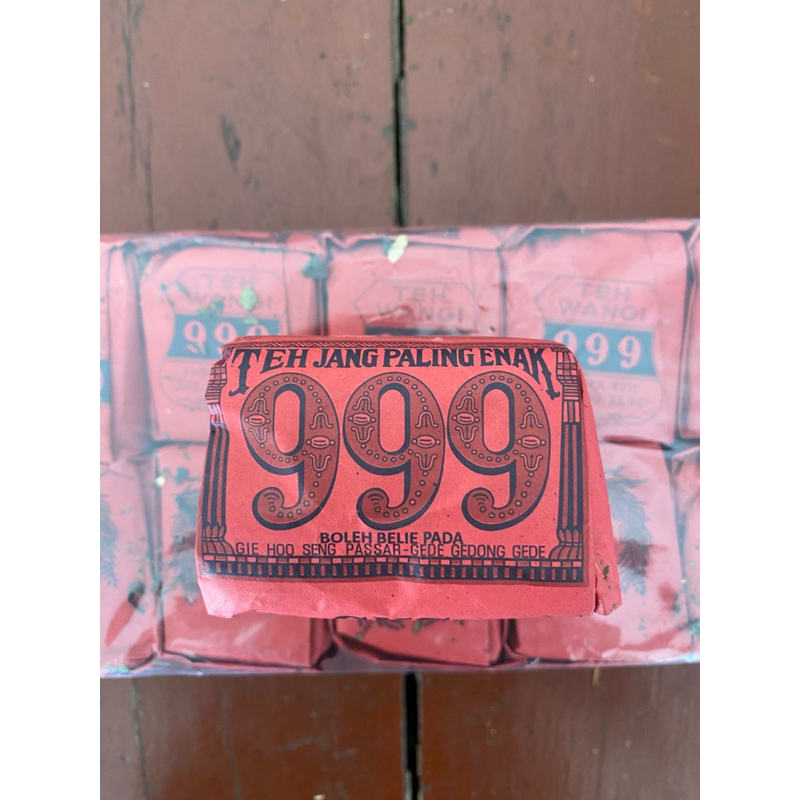 TEH WANGI 999
TEH WANGI
TEH WANGI 999
TEH JANG PALING ENAK
999
BOLEH BELIE PADA
GIE HOO SENG PASSAR-GEDE GEDONG GEDE